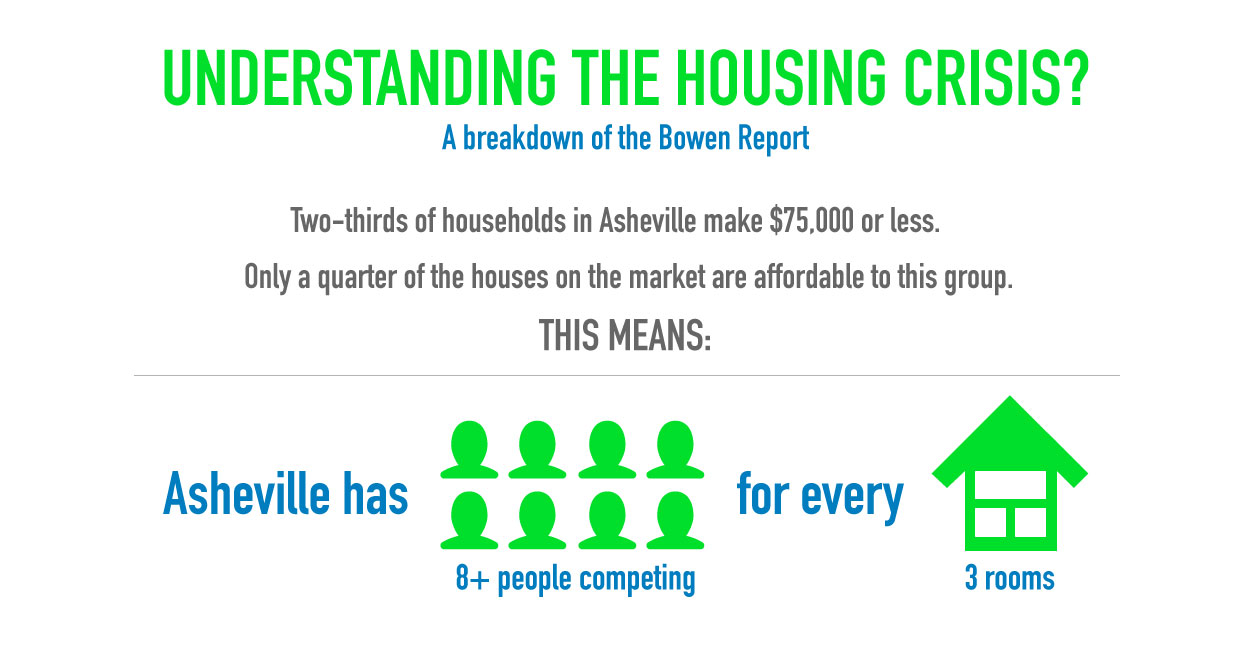 UNDERSTANDING THE HOUSING CRISIS?
A breakdown of the Bowen Report
Two-thirds of households in Asheville make $75,000 or less.
Only a quarter of the houses on the market are affordable to this group.
THIS MEANS:
Asheville has
for every
8+ people competing
3 rooms